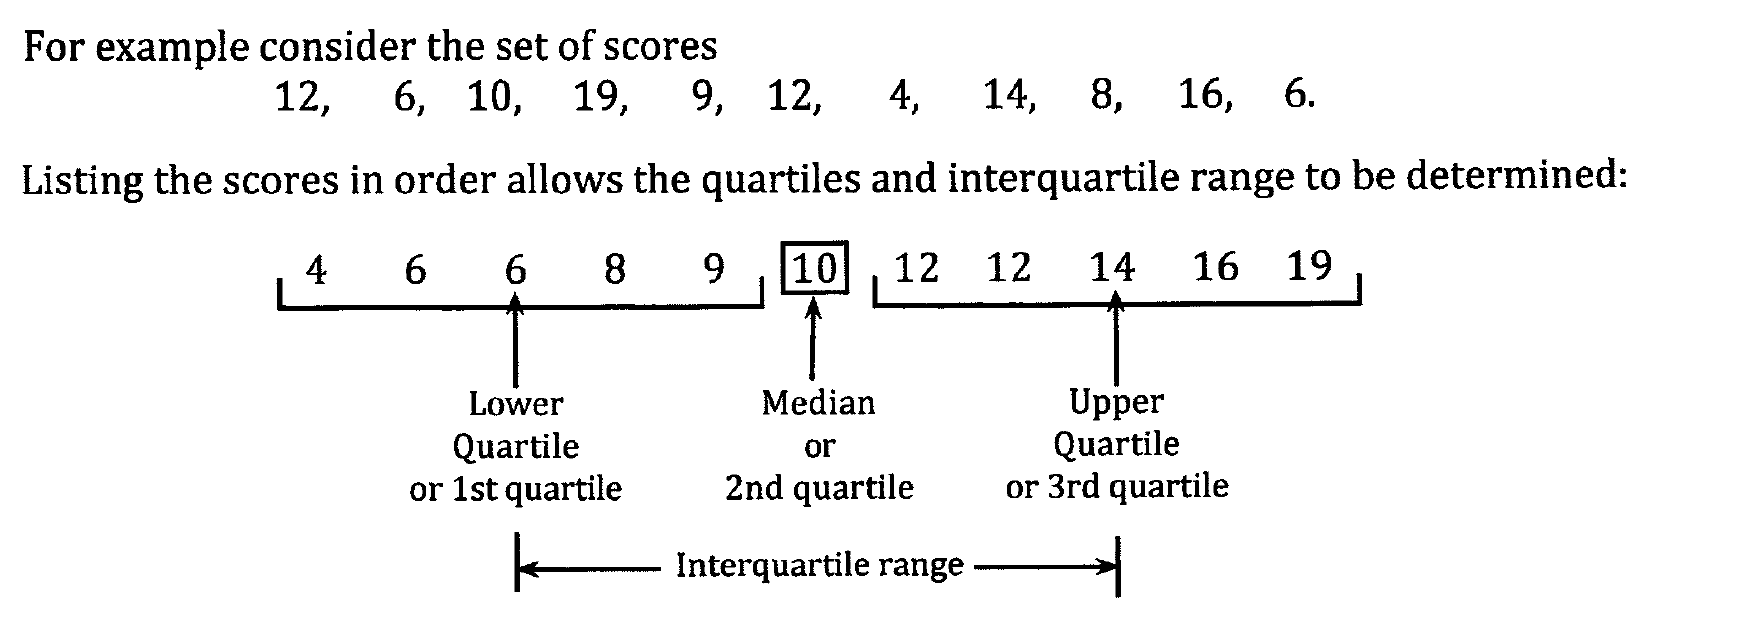 For example consider the set of scores
12, 6, 10, 19, 9, 12, 4, 14, 8, 16, 6.
Listing the scores in order allows the quartiles and interquartile range to be determined:
4 6 6 8 9 10 12 12 14 16 19
Lower
Quartile
or 1st quartile
Median
or
2nd quartile
Upper
Quartile
or 3rd quartile
Interquartile range